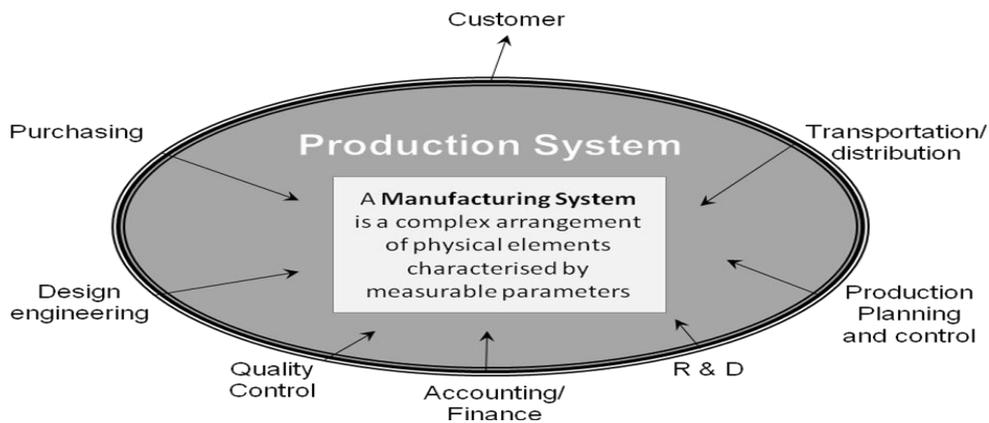 Customer
Purchasing
Transportation/
distribution
Production System
A Manufacturing System
is a complex arrangement
of physical elements
characterised by
measurable parameters
Design
engineering
Production
Planning
and control
Quality
Control
Accounting/
Finance
R & D